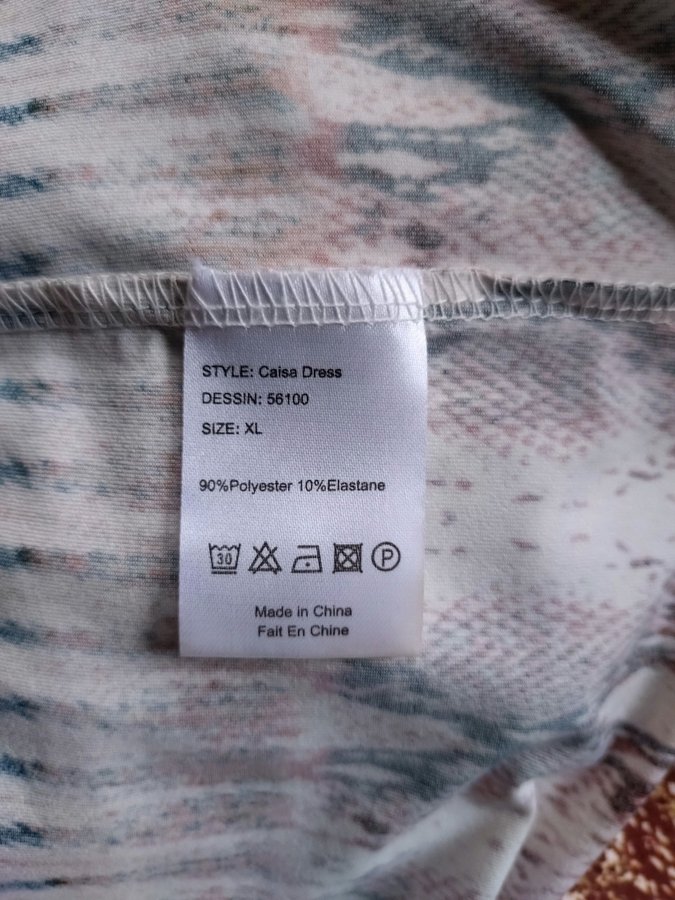 STYLE: Caisa Dress
DESSIN: 56100
SIZE: XL
90%Polyester 10%Elastane
30 P
Made in China
Fait En Chine